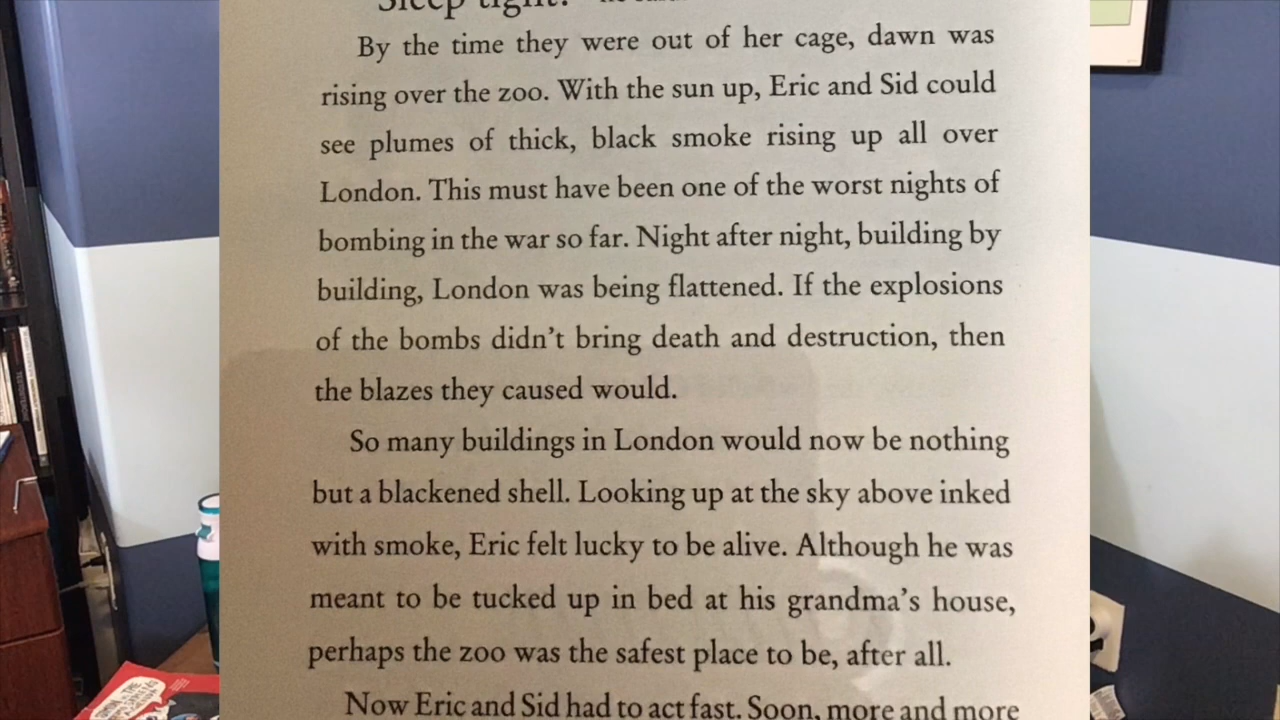 "Sleep tight!"
By the time they were out of her cage, dawn was
rising over the zoo. With the sun up, Eric and Sid could
see plumes of thick, black smoke rising up all over
London. This must have been one of the worst nights of
bombing in the war so far. Night after night, building by
building, London was being flattened. If the explosions
of the bombs didn't bring death and destruction, then
the blazes they caused would.
So many buildings in London would now be nothing
but a blackened shell. Looking up at the sky above inked
with smoke, Eric felt lucky to be alive. Although he was
meant to be tucked up in bed at his grandma's house,
perhaps the zoo was the safest place to be, after all.
Now Eric and Sid had to act fast. Soon, more and more